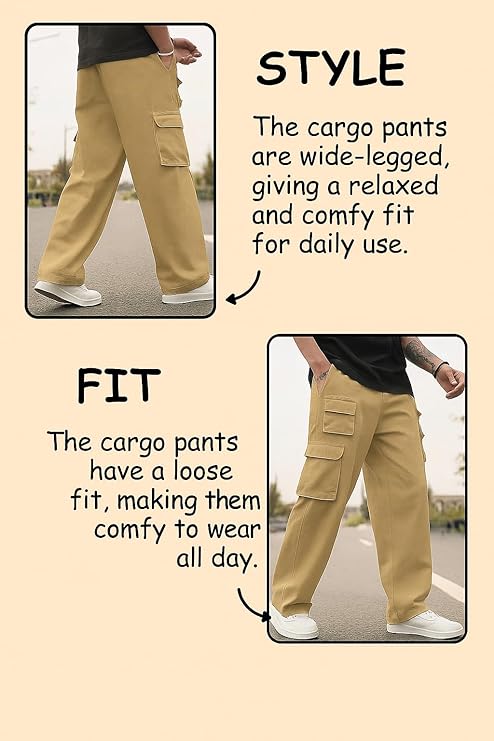 STYLE
The cargo pants
are wide-legged,
giving a relaxed
and comfy fit
for daily use.
FIT
The cargo pants
have a loose
fit, making them
comfy to wear
all day.